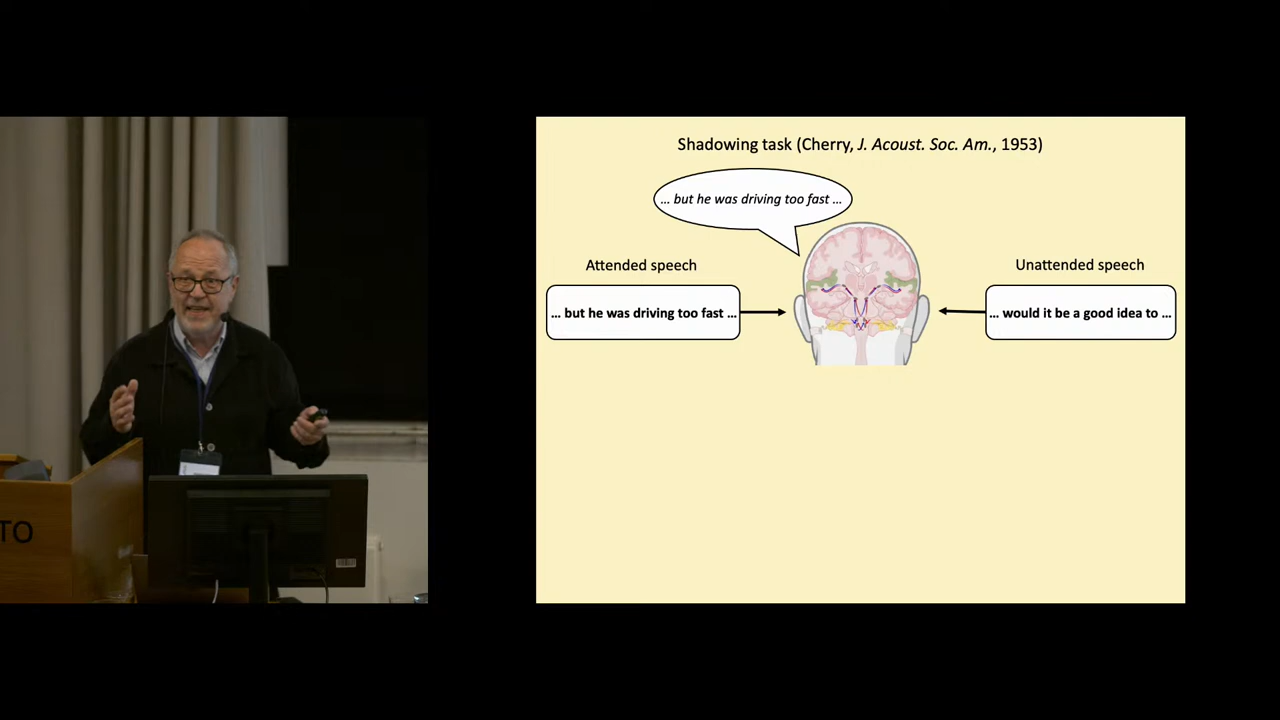 Shadowing task (Cherry, J. Acoust. Soc. Am., 1953)
... but he was driving too fast ...
Attended speech
Unattended speech
... but he was driving too fast ...
... would it be a good idea to ...
TO